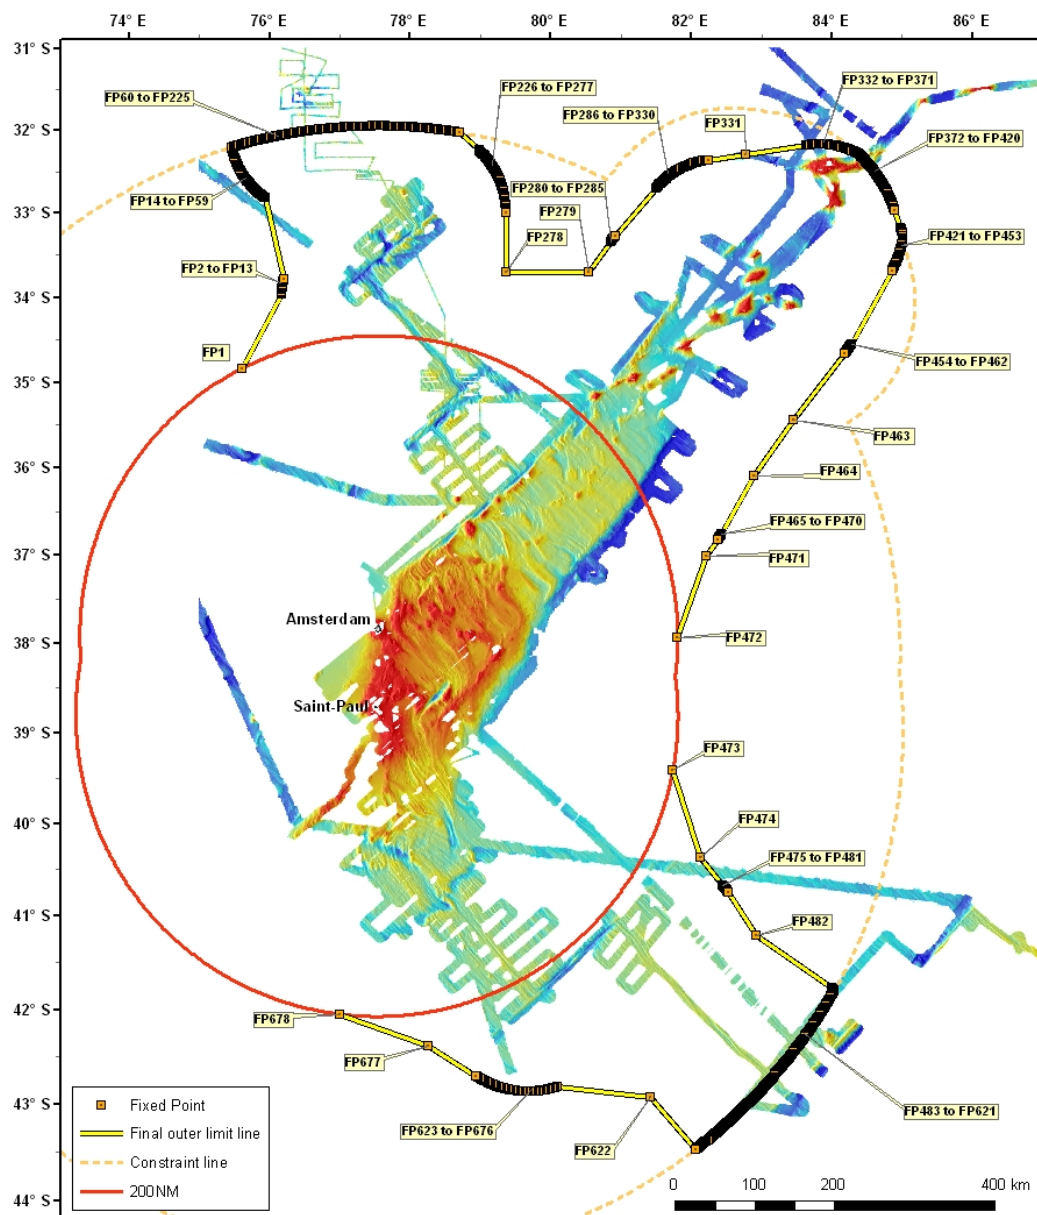 74° E 76° E 78° E 80° E 82° E 84° E 86° E
31° S
FP332 to FP371
FP226 to FP277
FP60 to FP225
FP286 to FP330
FP331
32° S
FP372 to FP420
FP280 to FP285
FP14 to FP59
33° S
FP279
FP278
FP421 to FP453
FP2 to FP13
34° S
FP1
FP454 to FP462
35° S
FP463
36° S
FP464
FP465 to FP470
37° S
FP471
Amsterdam
38° S
FP472
Saint-Paul
39° S
FP473
FP474
40° S
FP475 to FP481
41° S
FP482
42° S
FP678
FP677
43° S
FP483 to FP621
FP623 to FP676
FP622
44° S
Fixed Point
Final outer limit line
Constraint line
200NM
0 100 200 400 km